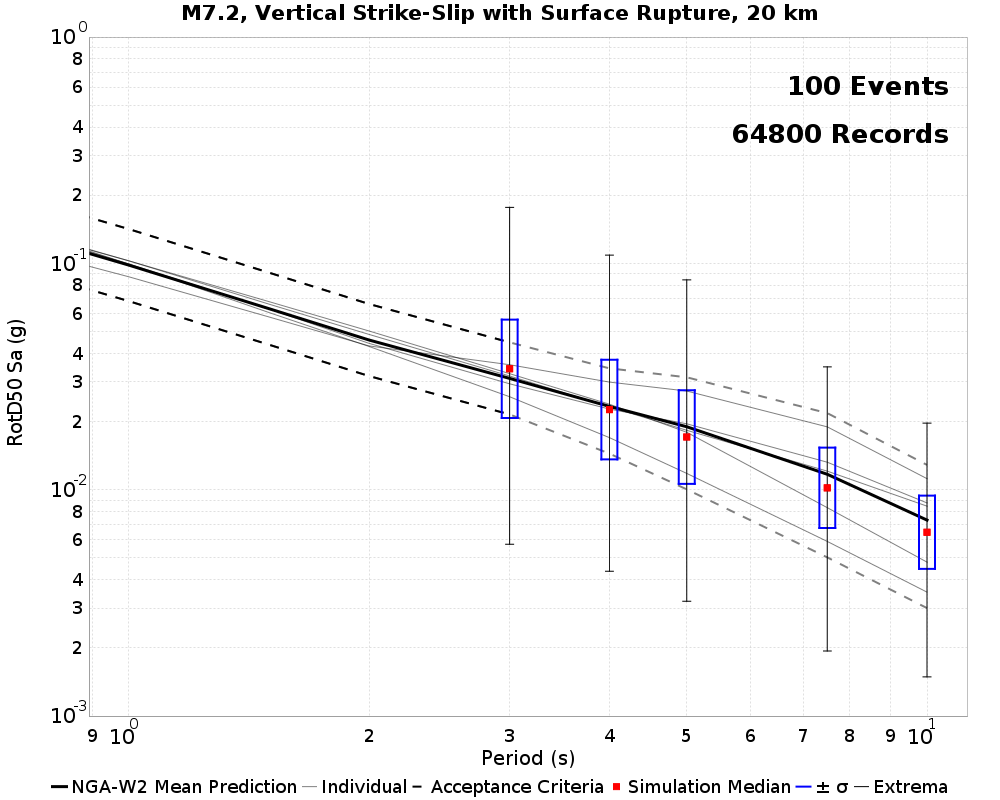 M7.2, Vertical Strike-Slip with Surface Rupture, 20 km
100 Events
64800 Records
RotD50 Sa (g)
10^0
8
6
4
3
2
10^-1
8
6
4
3
2
10^-2
8
6
4
3
2
10^-3
9 10^0 2 3 4 5 6 7 8 9 10^1
Period (s)
NGA-W2 Mean Prediction Individual Acceptance Criteria Simulation Median ± σ Extrema